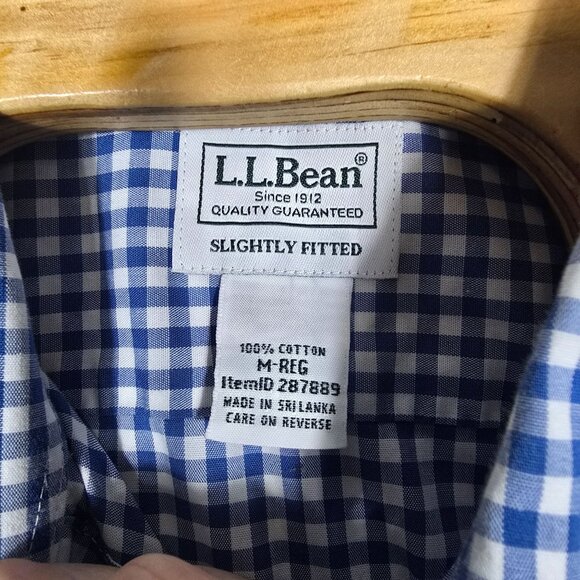 L.L.Bean®
Since 1912
QUALITY GUARANTEED
SLIGHTLY FITTED
100% COTTON
M-REG
ItemID 287889
MADE IN SRI LANKA
CARE ON REVERSE